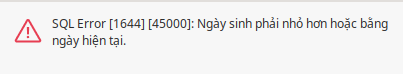 SQL Error [1644] [45000]: Ngày sinh phải nhỏ hơn hoặc bằng
ngày hiện tại.